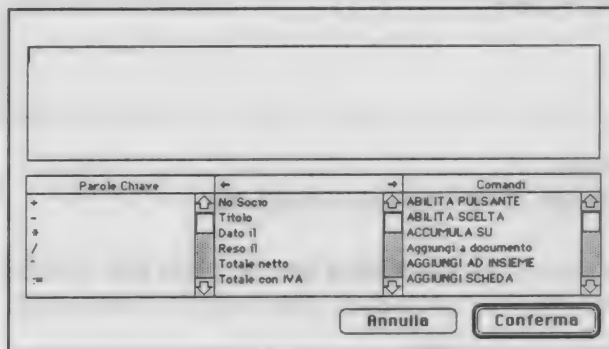 Parole Chiave ← → Comandi
+ No Socio ABILITA PULSANTE
- Titolo ABILITA SCELTA
* Dato il ACCUMULA SU
/ Reso il Aggiungi a documento
^ Totale netto AGGIUNGI AD INSIEME
:= Totale con IVA AGGIUNGI SCHEDA
Annulla Conferma